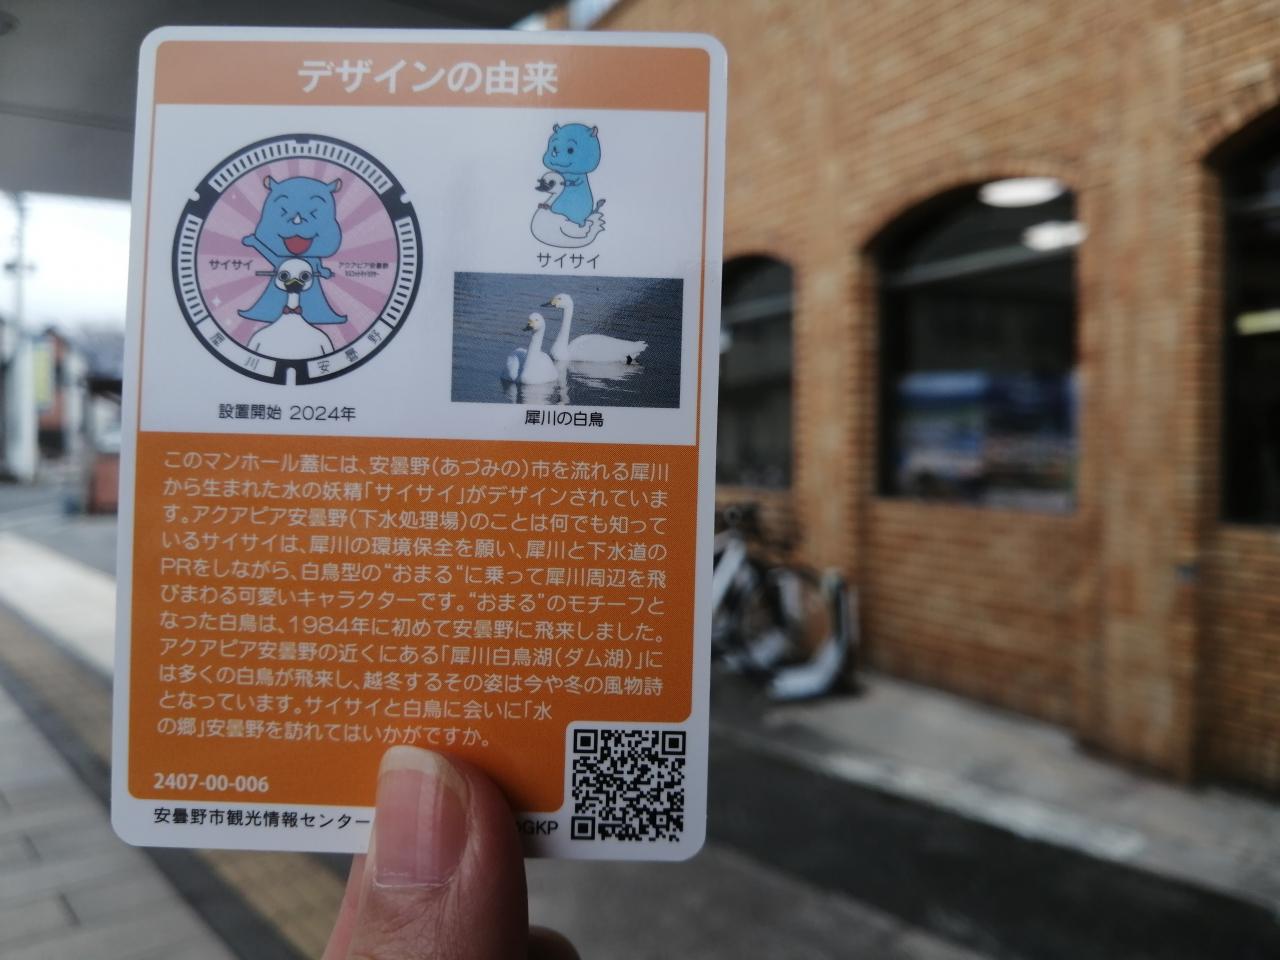 デザインの由来
サイサイ
アクアピア安曇野
犀川 安曇野
設置開始 2024年
サイサイ
犀川の白鳥
このマンホール蓋には、安曇野(あづみの)市を流れる犀川
から生まれた水の妖精「サイサイ」がデザインされていま
す。アクアピア安曇野(下水処理場)のことは何でも知って
いるサイサイは、犀川の環境保全を願い、犀川と下水道の
PRをしながら、白鳥型の“おまる“に乗って犀川周辺を飛
びまわる可愛いキャラクターです。“おまる”のモチーフと
なった白鳥は、1984年に初めて安曇野に飛来しました。
アクアピア安曇野の近くにある「犀川白鳥湖(ダム湖)」に
は多くの白鳥が飛来し、越冬するその姿は今や冬の風物詩
となっています。サイサイと白鳥に会いに「水
の郷」安曇野を訪れてはいかがですか。
2407-00-006
安曇野市観光情報センター
GKP